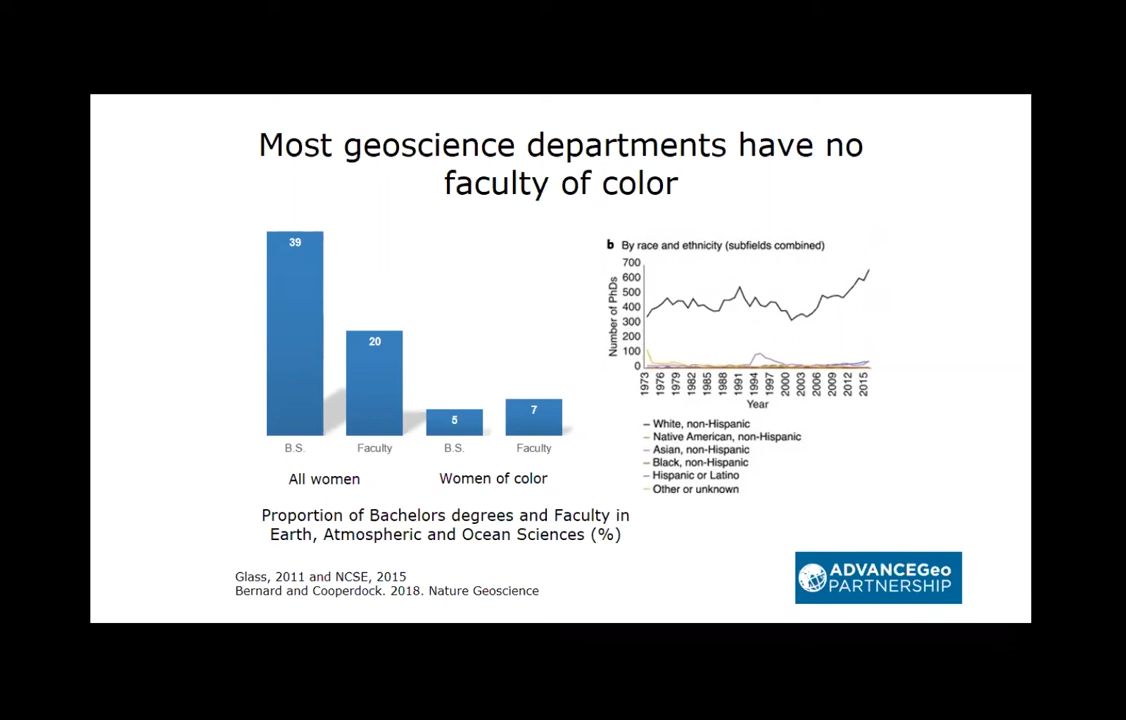 Most geoscience departments have no
faculty of color
39
20
5
7
B.S.
Faculty
B.S.
Faculty
All women
Women of color
Proportion of Bachelors degrees and Faculty in
Earth, Atmospheric and Ocean Sciences (%)
b By race and ethnicity (subfields combined)
Number of PhDs
700
600
500
400
300
200
100
0
1973
1976
1979
1982
1985
1988
1991
1994
1997
2000
2003
2006
2009
2012
2015
Year
White, non-Hispanic
Native American, non-Hispanic
Asian, non-Hispanic
Black, non-Hispanic
Hispanic or Latino
Other or unknown
Glass, 2011 and NCSE, 2015
Bernard and Cooperdock. 2018. Nature Geoscience
ADVANCEGeo
PARTNERSHIP